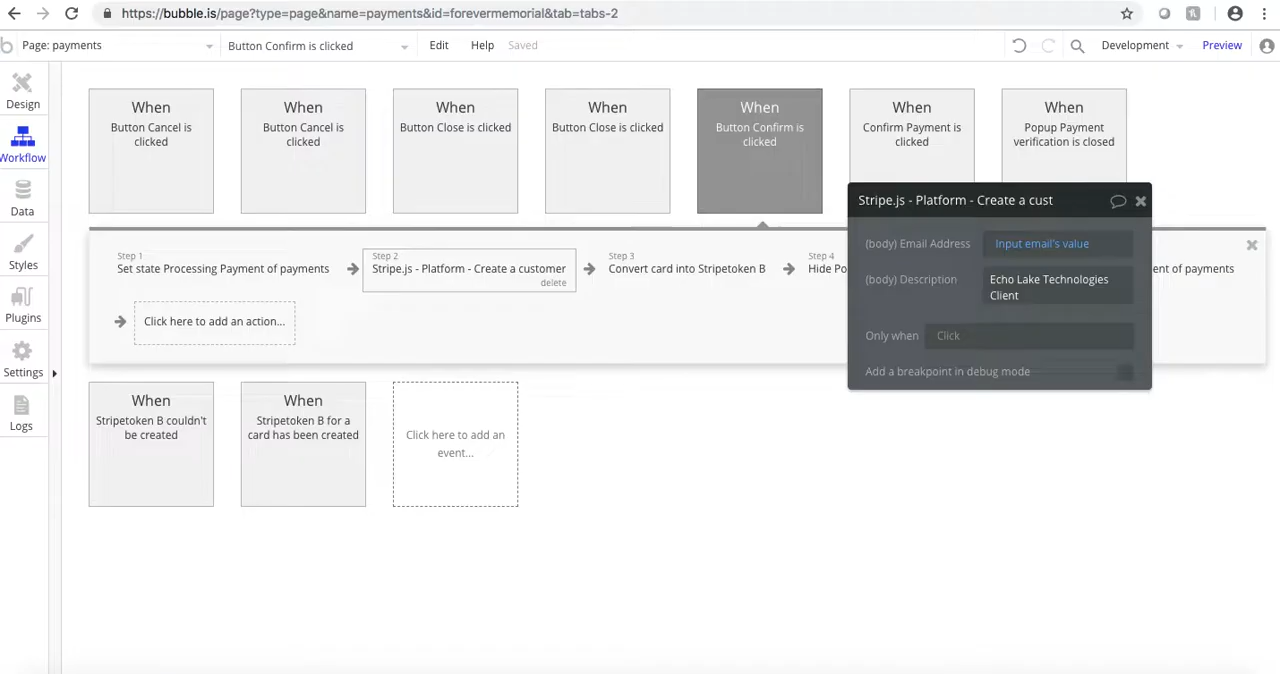 https://bubble.is/page?type=page&name=payments&id=forevermemorial&tab=tabs-2
Page: payments
Button Confirm is clicked
Edit
Help
Saved
Development
Preview
Design
Workflow
Data
Styles
Plugins
Settings
Logs
When
Button Cancel is
clicked
When
Button Cancel is
clicked
When
Button Close is clicked
When
Button Close is clicked
When
Button Confirm is
clicked
When
Confirm Payment is
clicked
When
Popup Payment
verification is closed
Step 1
Set state Processing Payment of payments
Step 2
Stripe.js - Platform - Create a customer
delete
Step 3
Convert card into Stripetoken B
Step 4
Hide Po
ent of payments
Click here to add an action...
Stripe.js - Platform - Create a cust
(body) Email Address
Input email's value
(body) Description
Echo Lake Technologies
Client
Only when
Click
Add a breakpoint in debug mode
When
Stripetoken B couldn't
be created
When
Stripetoken B for a
card has been created
Click here to add an
event...